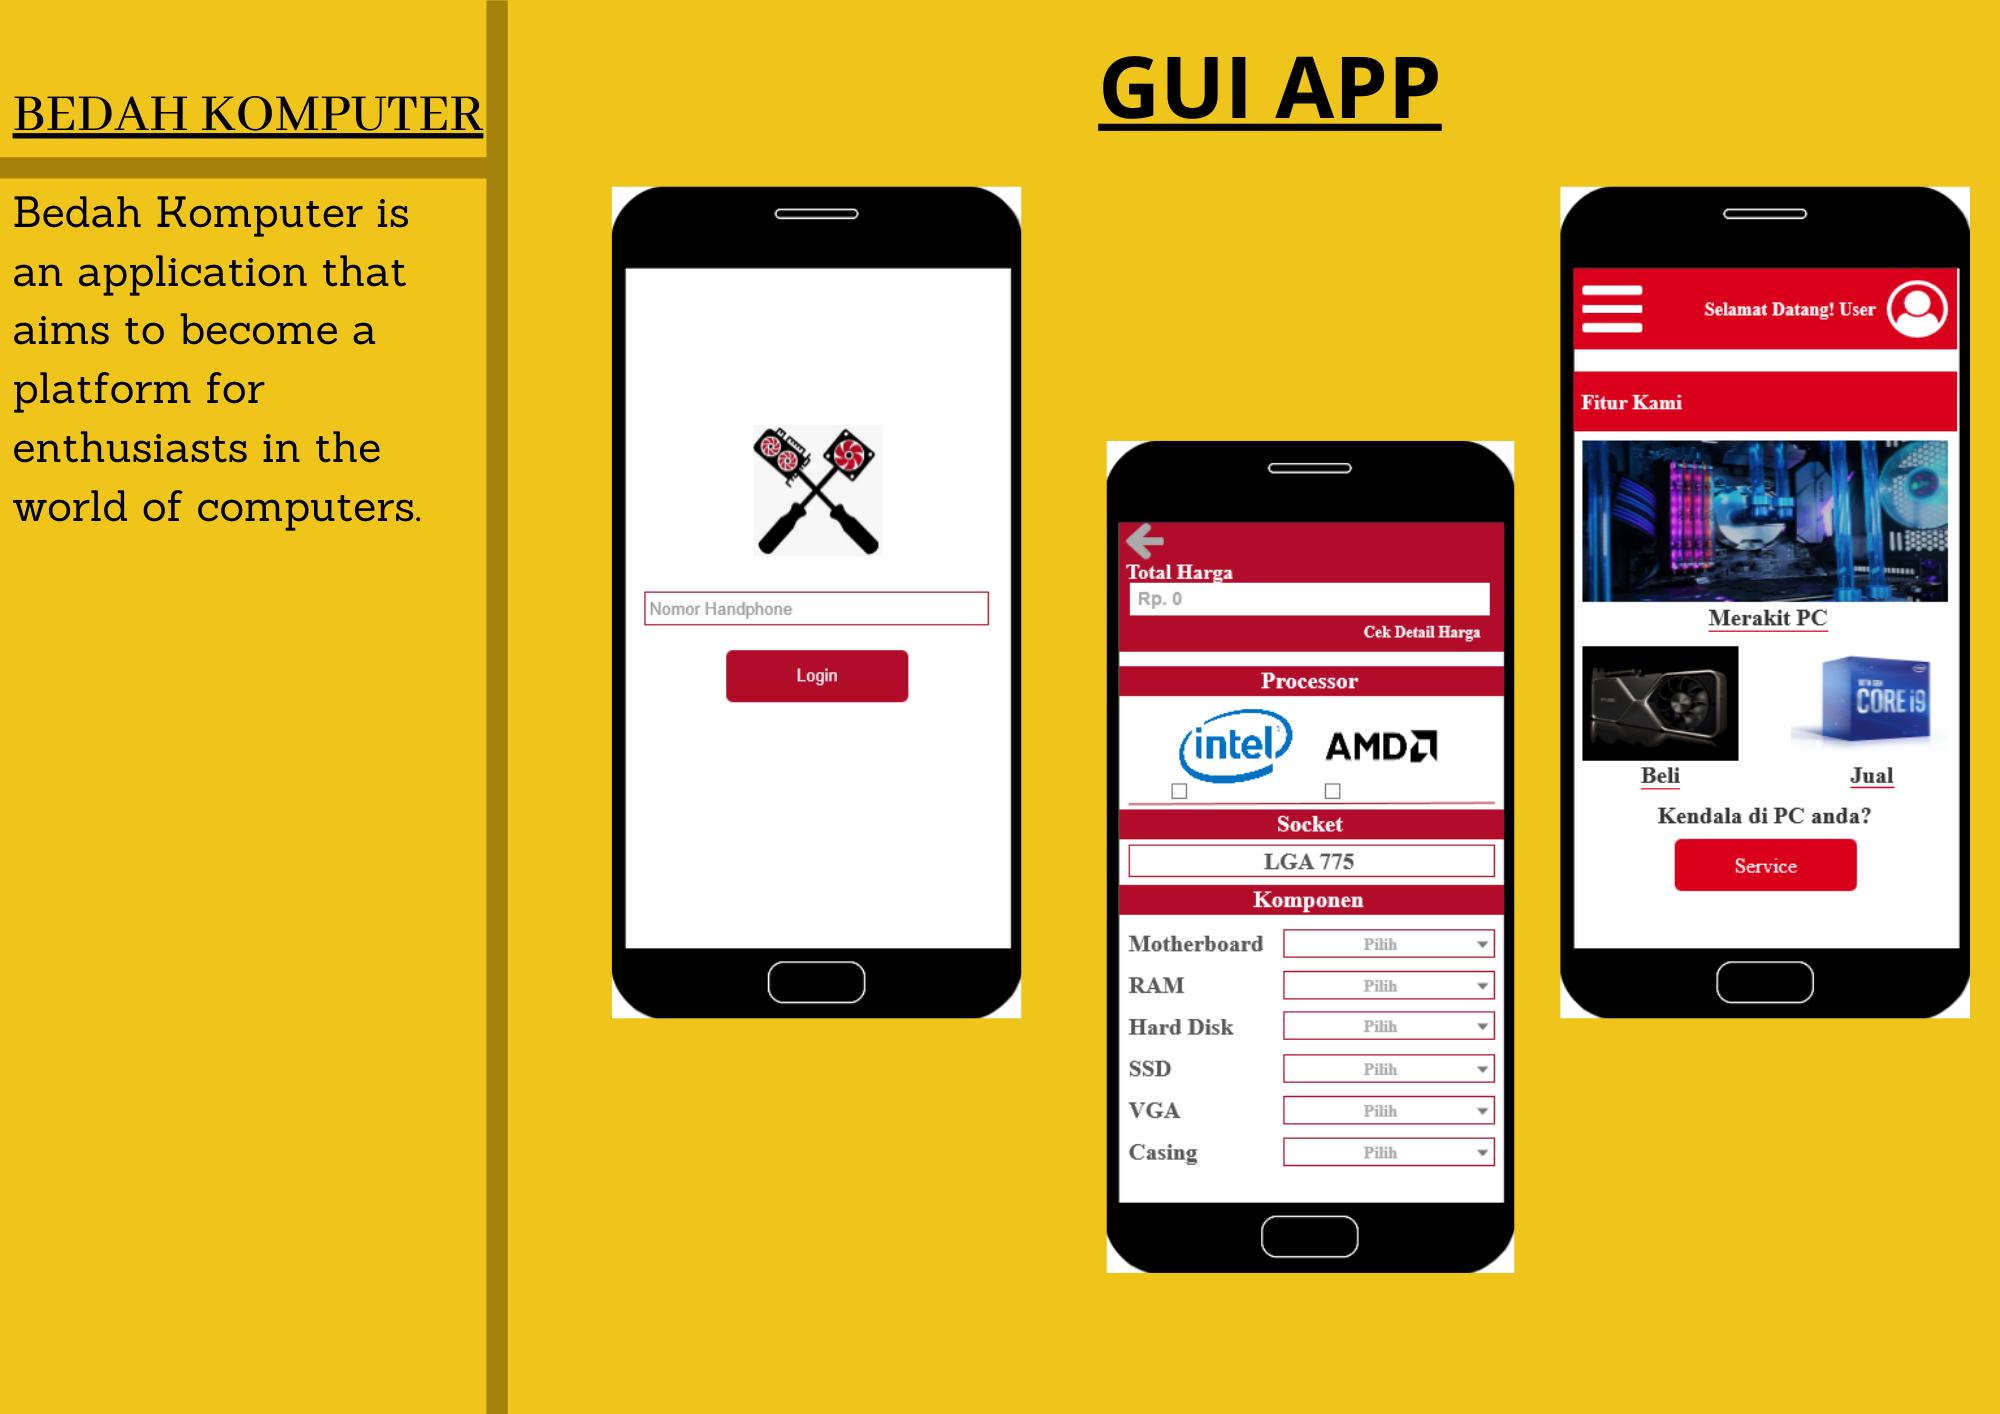 BEDAH KOMPUTER
Bedah Komputer is
an application that
aims to become a
platform for
enthusiasts in the
world of computers.
GUI APP
Nomor Handphone
Login
Total Harga
Rp. 0
Cek Detail Harga
Processor
intel AMD
Socket
LGA 775
Komponen
Motherboard Pilih
RAM Pilih
Hard Disk Pilih
SSD Pilih
VGA Pilih
Casing Pilih
Selamat Datang! User
Fitur Kami
Merakit PC
CORE i9
Beli Jual
Kendala di PC anda?
Service